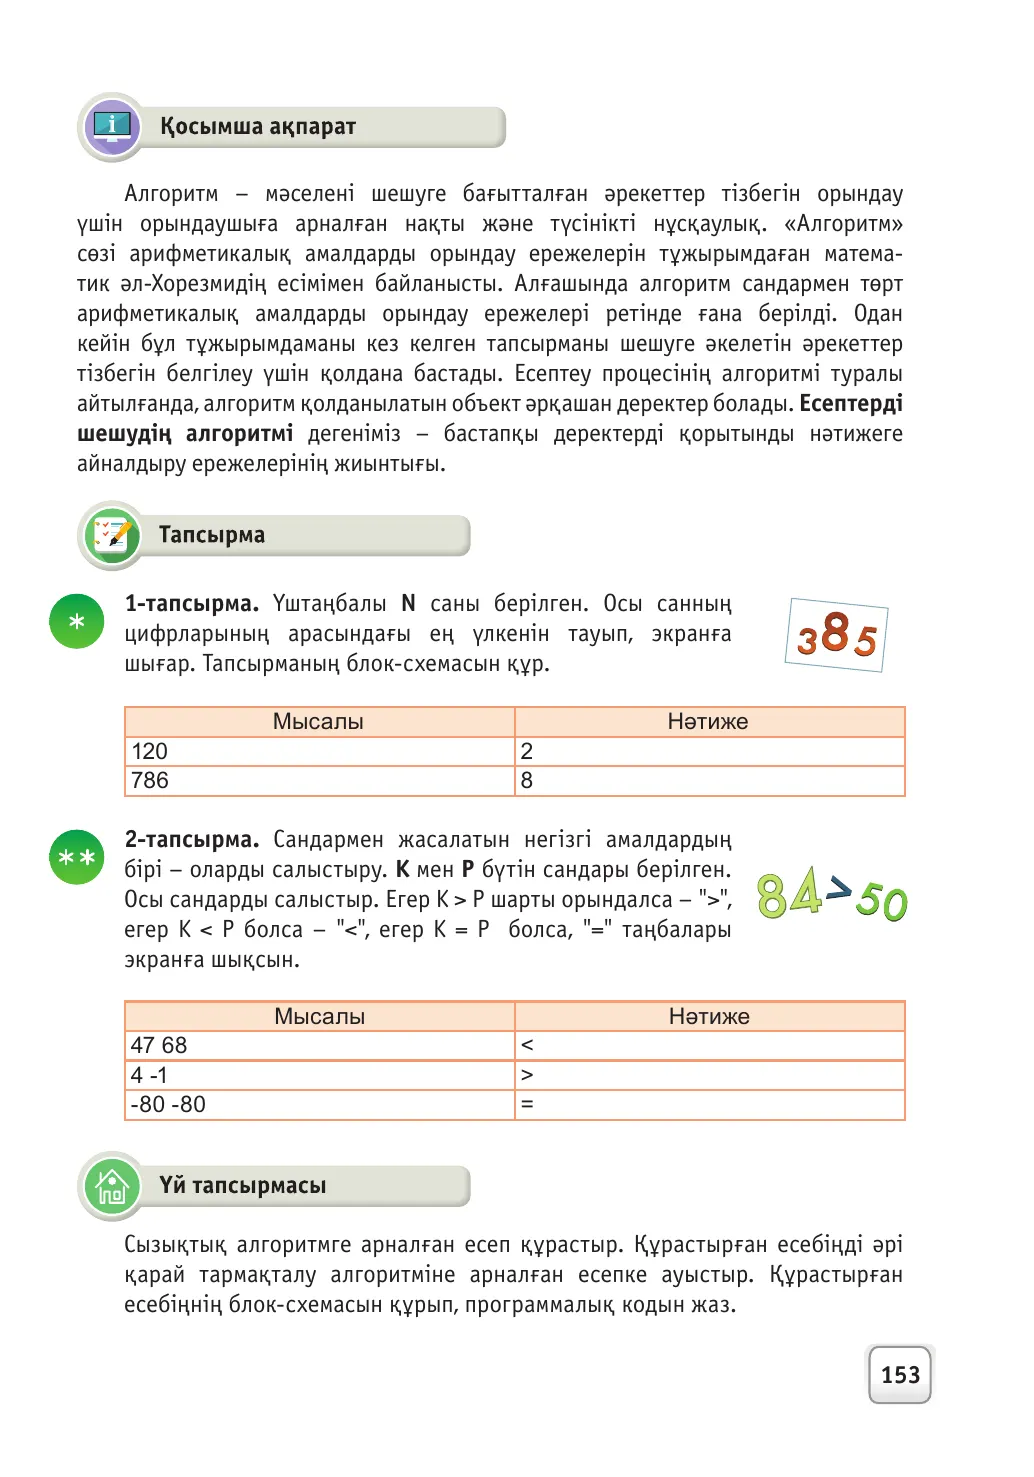 Қосымша ақпарат
Алгоритм – мәселені шешуге бағытталған әрекеттер тізбегін орындау
үшін орындаушыға арналған нақты және түсінікті нұсқаулық. «Алгоритм»
сөзі арифметикалық амалдарды орындау ережелерін тұжырымдаған матема-
тик әл-Хорезмидің есімімен байланысты. Алғашында алгоритм сандармен төрт
арифметикалық амалдарды орындау ережелері ретінде ғана берілді. Одан
кейін бұл тұжырымдаманы кез келген тапсырманы шешуге әкелетін әрекеттер
тізбегін белгілеу үшін қолдана бастады. Есептеу процесінің алгоритмі туралы
айтылғанда, алгоритм қолданылатын объект әрқашан деректер болады. Есептерді
шешудің алгоритмі дегеніміз – бастапқы деректерді қорытынды нәтижеге
айналдыру ережелерінің жиынтығы.
Тапсырма
*
1-тапсырма. Үштаңбалы N саны берілген. Осы санның
цифрларының арасындағы ең үлкенін тауып, экранға
шығар. Тапсырманың блок-схемасын құр.
385
Мысалы Нәтиже
120 2
786 8
**
2-тапсырма. Сандармен жасалатын негізгі амалдардың
бірі – оларды салыстыру. K мен P бүтін сандары берілген.
Осы сандарды салыстыр. Егер K > P шарты орындалса – ">",
егер K < P болса – "<", егер K = P болса, "=" таңбалары
экранға шықсын.
84>50
Мысалы Нәтиже
47 68 <
4 -1 >
-80 -80 =
Үй тапсырмасы
Сызықтық алгоритмге арналған есеп құрастыр. Құрастырған есебіңді әрі
қарай тармақталу алгоритміне арналған есепке ауыстыр. Құрастырған
есебіңнің блок-схемасын құрып, программалық кодын жаз.
153